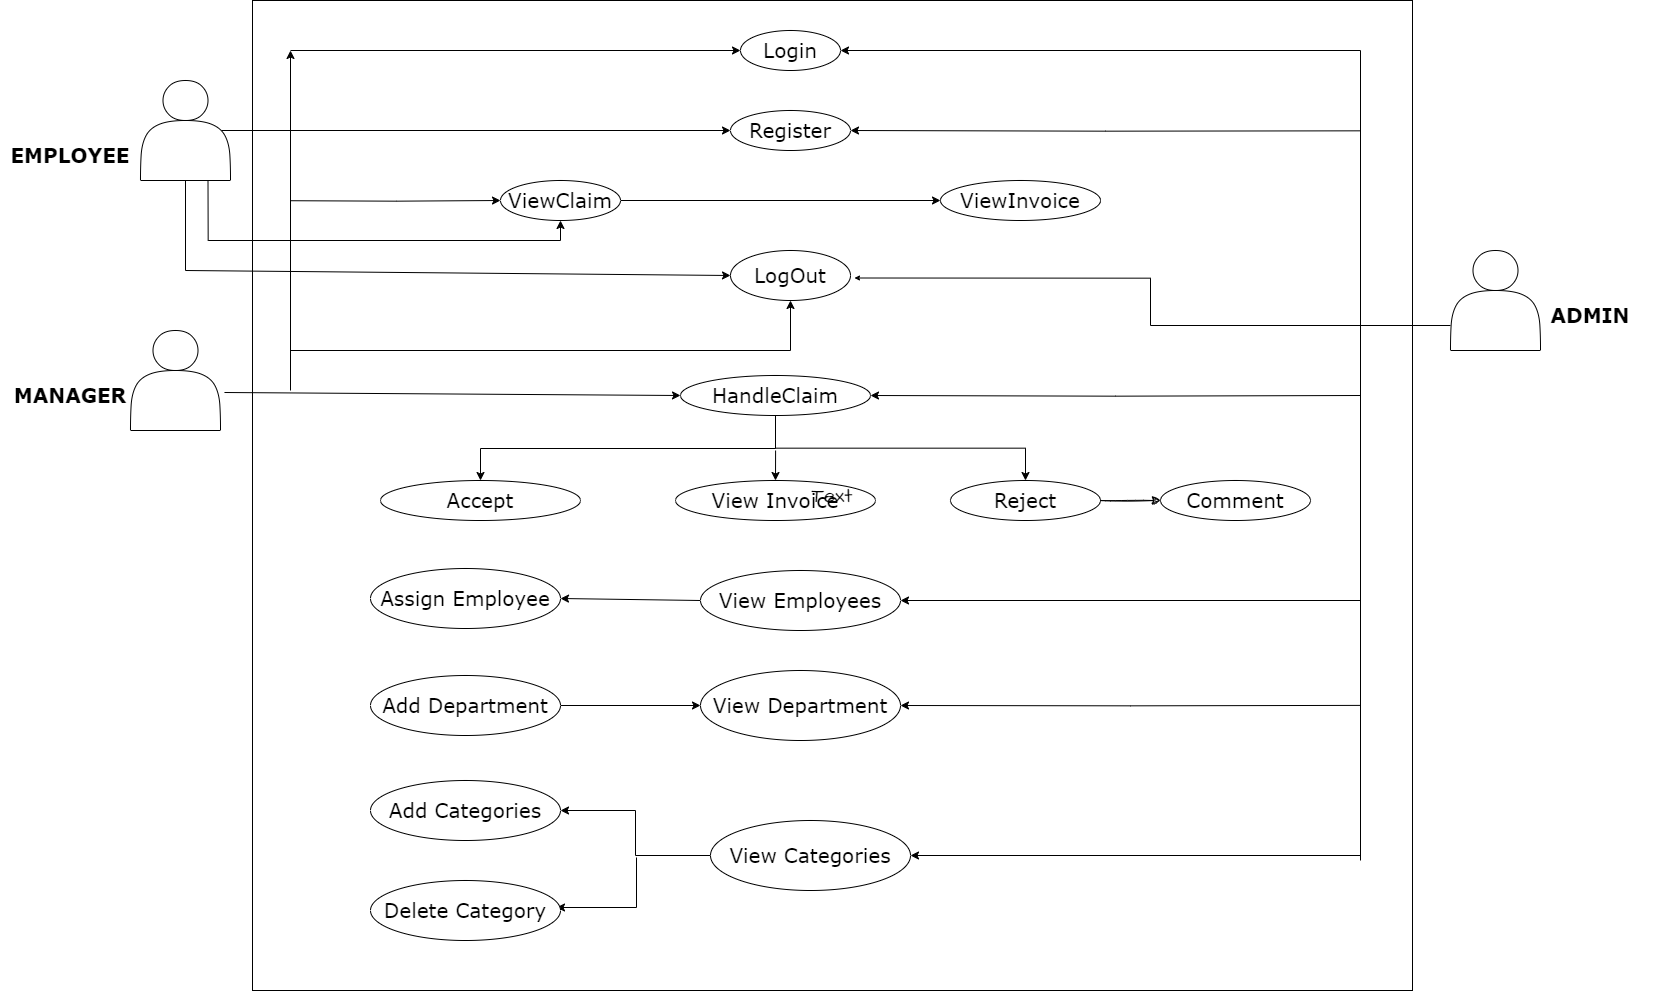 Login
Register
EMPLOYEE
ViewClaim
ViewInvoice
LogOut
ADMIN
MANAGER
HandleClaim
Accept
View Invoice
Text
Reject
Comment
Assign Employee
View Employees
Add Department
View Department
Add Categories
View Categories
Delete Category